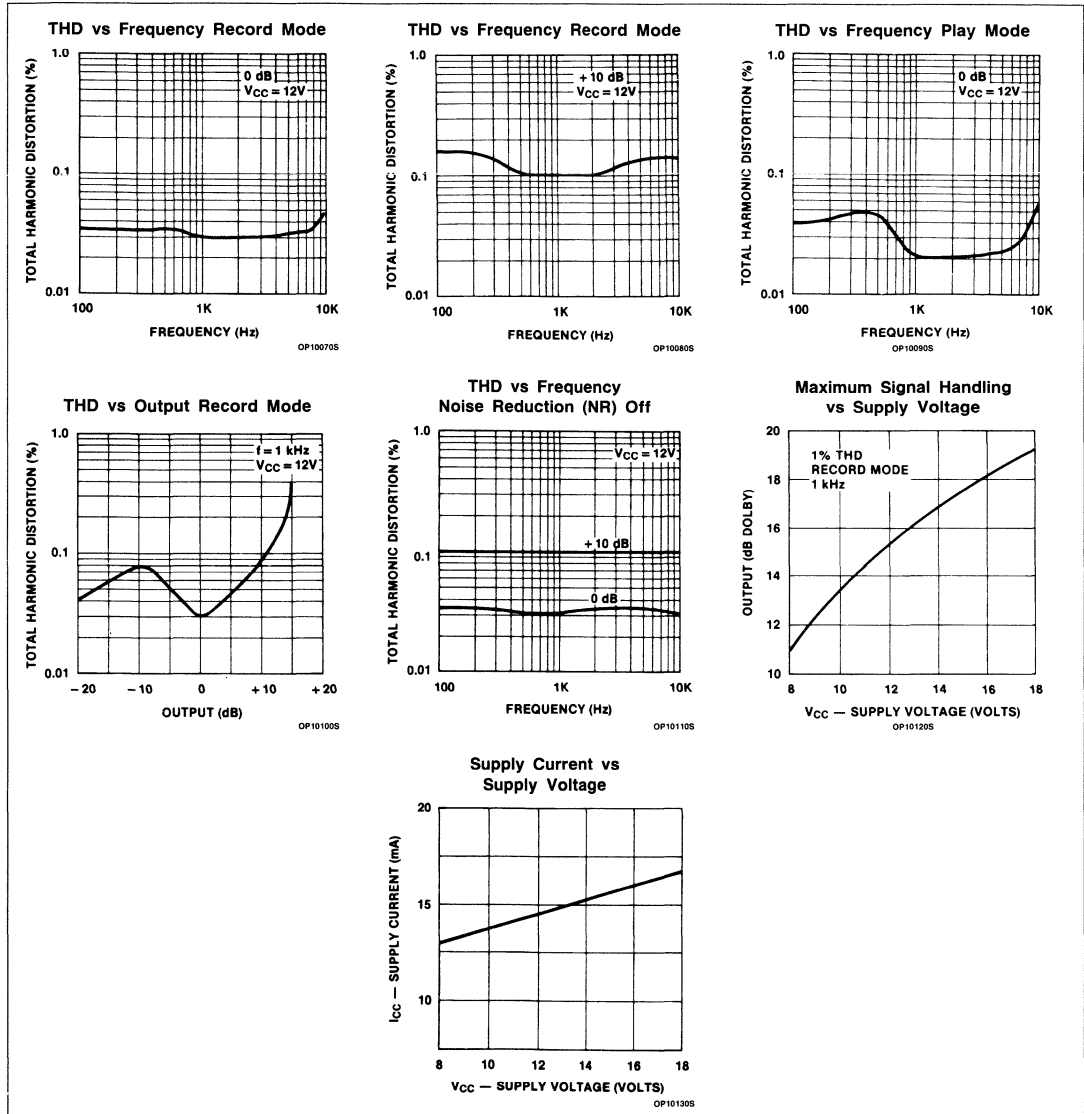 THD vs Frequency Record Mode
TOTAL HARMONIC DISTORTION (%)
1.0
0.1
0.01
0 dB
VCC = 12V
100
1K
10K
FREQUENCY (Hz)
OP10070S
THD vs Frequency Record Mode
TOTAL HARMONIC DISTORTION (%)
1.0
0.1
0.01
+10 dB
VCC = 12V
100
1K
10K
FREQUENCY (Hz)
OP10080S
THD vs Frequency Play Mode
TOTAL HARMONIC DISTORTION (%)
1.0
0.1
0.01
0 dB
VCC = 12V
100
1K
10K
FREQUENCY (Hz)
OP10090S
THD vs Output Record Mode
TOTAL HARMONIC DISTORTION (%)
1.0
0.1
0.01
f = 1 kHz
VCC = 12V
-20
-10
0
+10
+20
OUTPUT (dB)
OP10100S
THD vs Frequency
Noise Reduction (NR) Off
TOTAL HARMONIC DISTORTION (%)
1.0
0.1
0.01
VCC = 12V
+10 dB
0 dB
100
1K
10K
FREQUENCY (Hz)
OP10110S
Maximum Signal Handling
vs Supply Voltage
OUTPUT (dB DOLBY)
20
18
16
14
12
10
1% THD
RECORD MODE
1 kHz
8
10
12
14
16
18
VCC — SUPPLY VOLTAGE (VOLTS)
OP10120S
Supply Current vs
Supply Voltage
ICC — SUPPLY CURRENT (mA)
20
15
10
8
10
12
14
16
18
VCC — SUPPLY VOLTAGE (VOLTS)
OP10130S